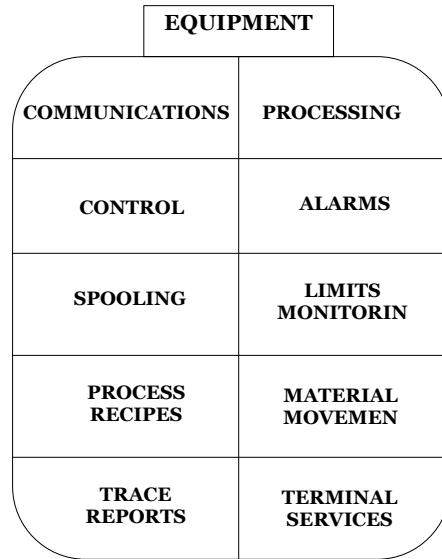 EQUIPMENT
COMMUNICATIONS
PROCESSING
CONTROL
ALARMS
SPOOLING
LIMITS
MONITORIN
PROCESS
RECIPES
MATERIAL
MOVEMEN
TRACE
REPORTS
TERMINAL
SERVICES